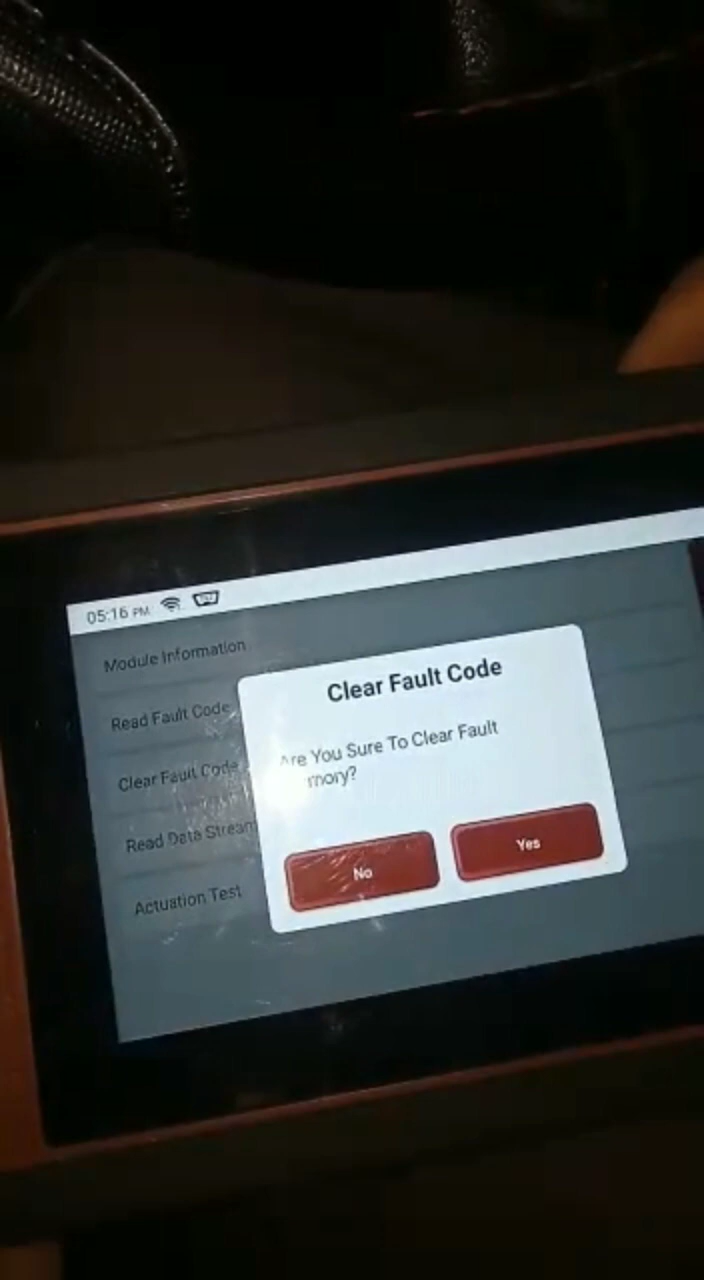 05:16 PM
Module Information
Read Fault Code
Clear Fault Code
Read Data Stream
Actuation Test
Clear Fault Code
Are You Sure To Clear Fault
mory?
No
Yes